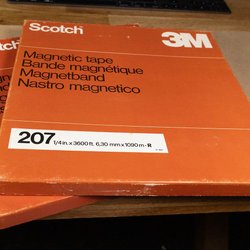 Scotch
3M
Magnetic tape
Bande magnétique
Magnetband
Nastro magnetico
207 1/4 in. x 3600 ft. 6,30 mm x 1090 m - R